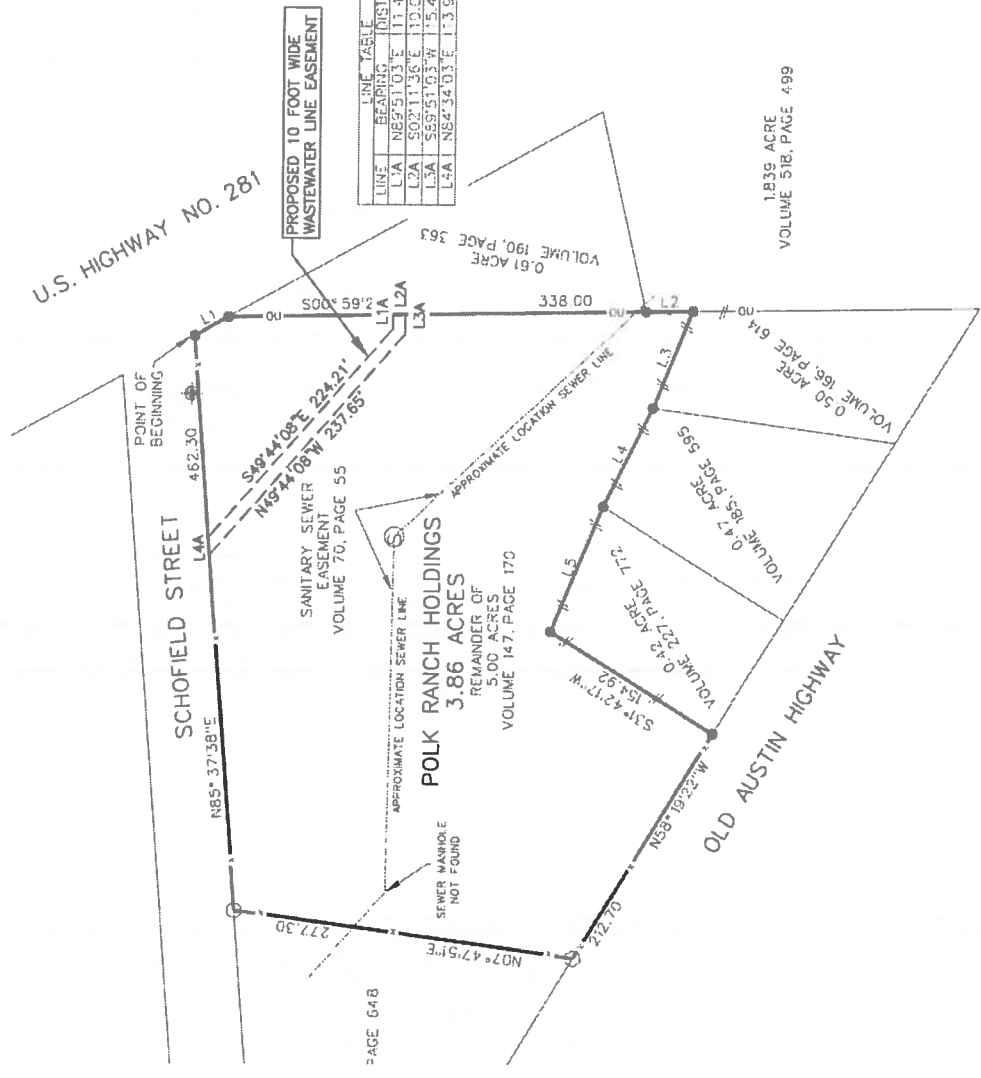 U.S. HIGHWAY NO. 281
PROPOSED 10 FOOT WIDE
WASTEWATER LINE EASEMENT
LINE TABLE
LINE BEARING
L1A N89°51'03"E
L2A S02°11'36"E
L3A S89°51'03"W
L4A N84°34'03"E
POINT OF
BEGINNING
L1
S00° 59'2
OU
L1A
L2A
L3A
338.00
OU
L2
0.61 ACRE
VOLUME 190, PAGE 363
1.839 ACRE
VOLUME 518, PAGE 499
SCHOFIELD STREET
462.30
N85° 37'38"E
L4A
S49°44'08"E 224.21'
N49°44'08"W 237.65'
SANITARY SEWER
EASEMENT
VOLUME 70, PAGE 55
APPROXIMATE LOCATION SEWER LINE
APPROXIMATE LOCATION SEWER LINE
POLK RANCH HOLDINGS
3.86 ACRES
REMAINDER OF
5.00 ACRES
VOLUME 147, PAGE 170
SEWER MANHOLE
NOT FOUND
L3
L4
L5
OU
0.50 ACRE
VOLUME 166, PAGE 614
0.47 ACRE
VOLUME 185, PAGE 595
0.42 ACRE
VOLUME 227, PAGE 772
S31° 42'17"W
154.92
N58° 19'22"W
212.70
OLD AUSTIN HIGHWAY
277.30
N07°47'51"E
PAGE 648